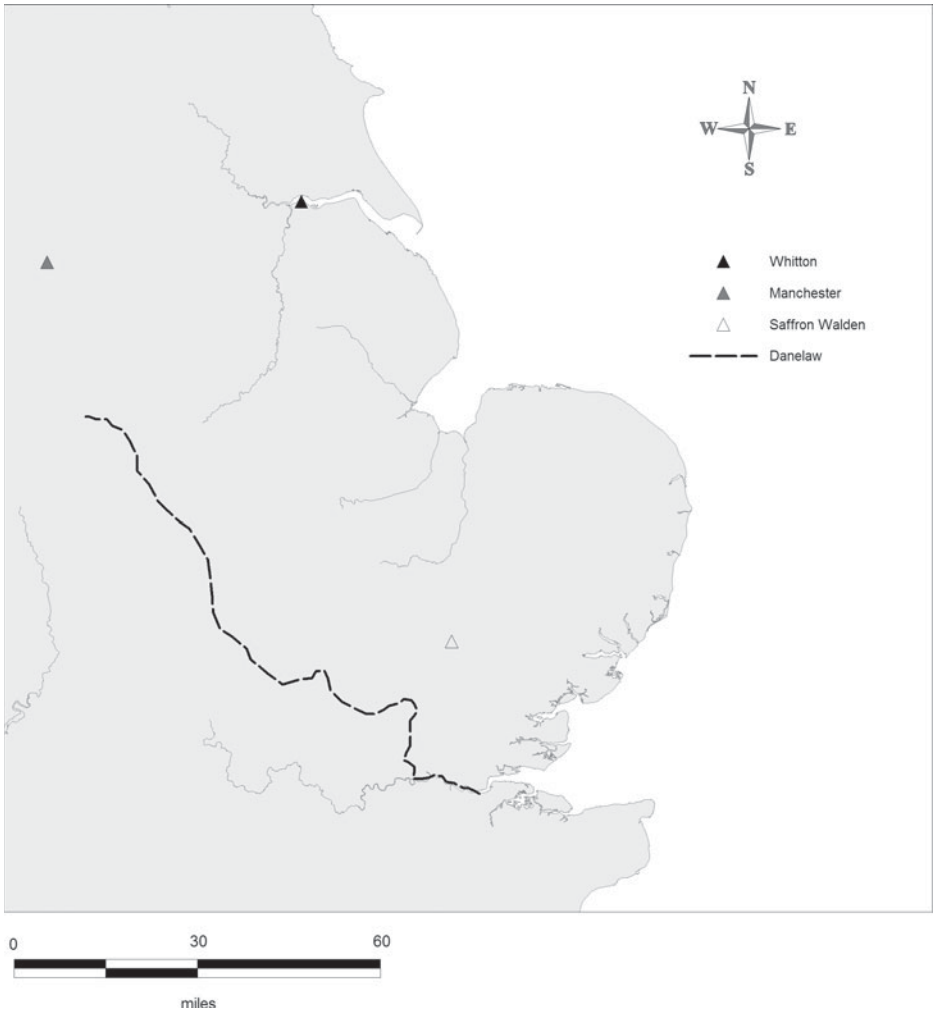 N
W E
S
Whitton
Manchester
Saffron Walden
Danelaw
0 30 60
miles